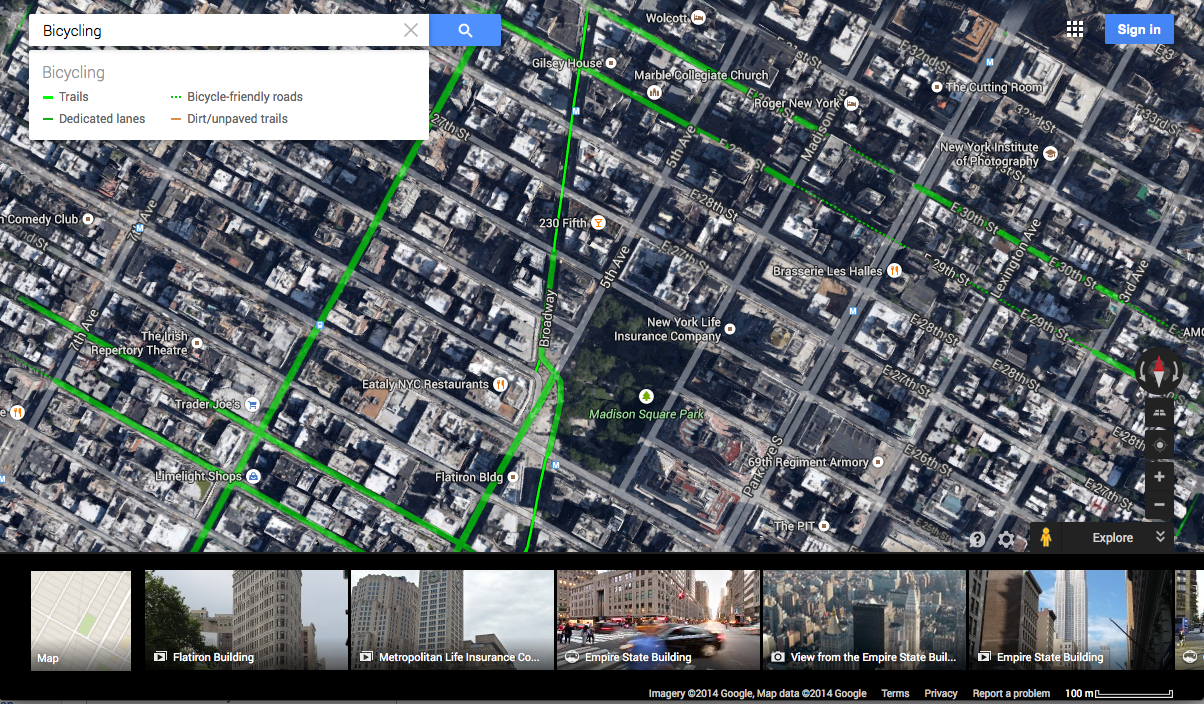 Bicycling
Sign in
Bicycling
Trails
Bicycle-friendly roads
Dedicated lanes
Dirt/unpaved trails
Wolcott
Gilsey House
Marble Collegiate Church
Roger New York
The Cutting Room
New York Institute
of Photography
E 32nd St
E 33rd St
5th Ave
Madison Ave
E 28th St
E 30th St
E 30th St
Lexington Ave
3rd Ave
n Comedy Club
7th Ave
230 Fifth
E 27th St
5th Ave
Brasserie Les Halles
E 29th St
E 29th St
Broadway
New York Life
Insurance Company
E 28th St
7th Ave
The Irish
Repertory Theatre
AMC
Eataly NYC Restaurants
E 27th St
E 28th St
Trader Joe's
Madison Square Park
Limelight Shops
Flatiron Bldg
69th Regiment Armory
E 26th St
Park Ave S
E 27th St
The PIT
E 25th St
Explore
Map
Flatiron Building
Metropolitan Life Insurance Co...
Empire State Building
View from the Empire State Buil...
Empire State Building
Imagery ©2014 Google, Map data ©2014 Google
Terms
Privacy
Report a problem
100 m